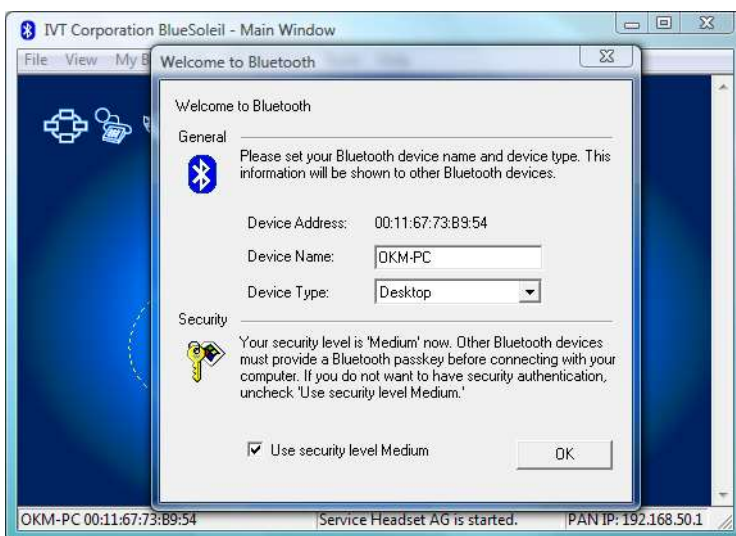 IVT Corporation BlueSoleil - Main Window
File View My B
Welcome to Bluetooth
Welcome to Bluetooth
General
Please set your Bluetooth device name and device type. This
information will be shown to other Bluetooth devices.
Device Address: 00:11:67:73:B9:54
Device Name: OKM-PC
Device Type: Desktop
Security
Your security level is 'Medium' now. Other Bluetooth devices
must provide a Bluetooth passkey before connecting with your
computer. If you do not want to have security authentication,
uncheck 'Use security level Medium.'
Use security level Medium
OK
OKM-PC 00:11:67:73:B9:54 Service Headset AG is started. PAN IP: 192.168.50.1